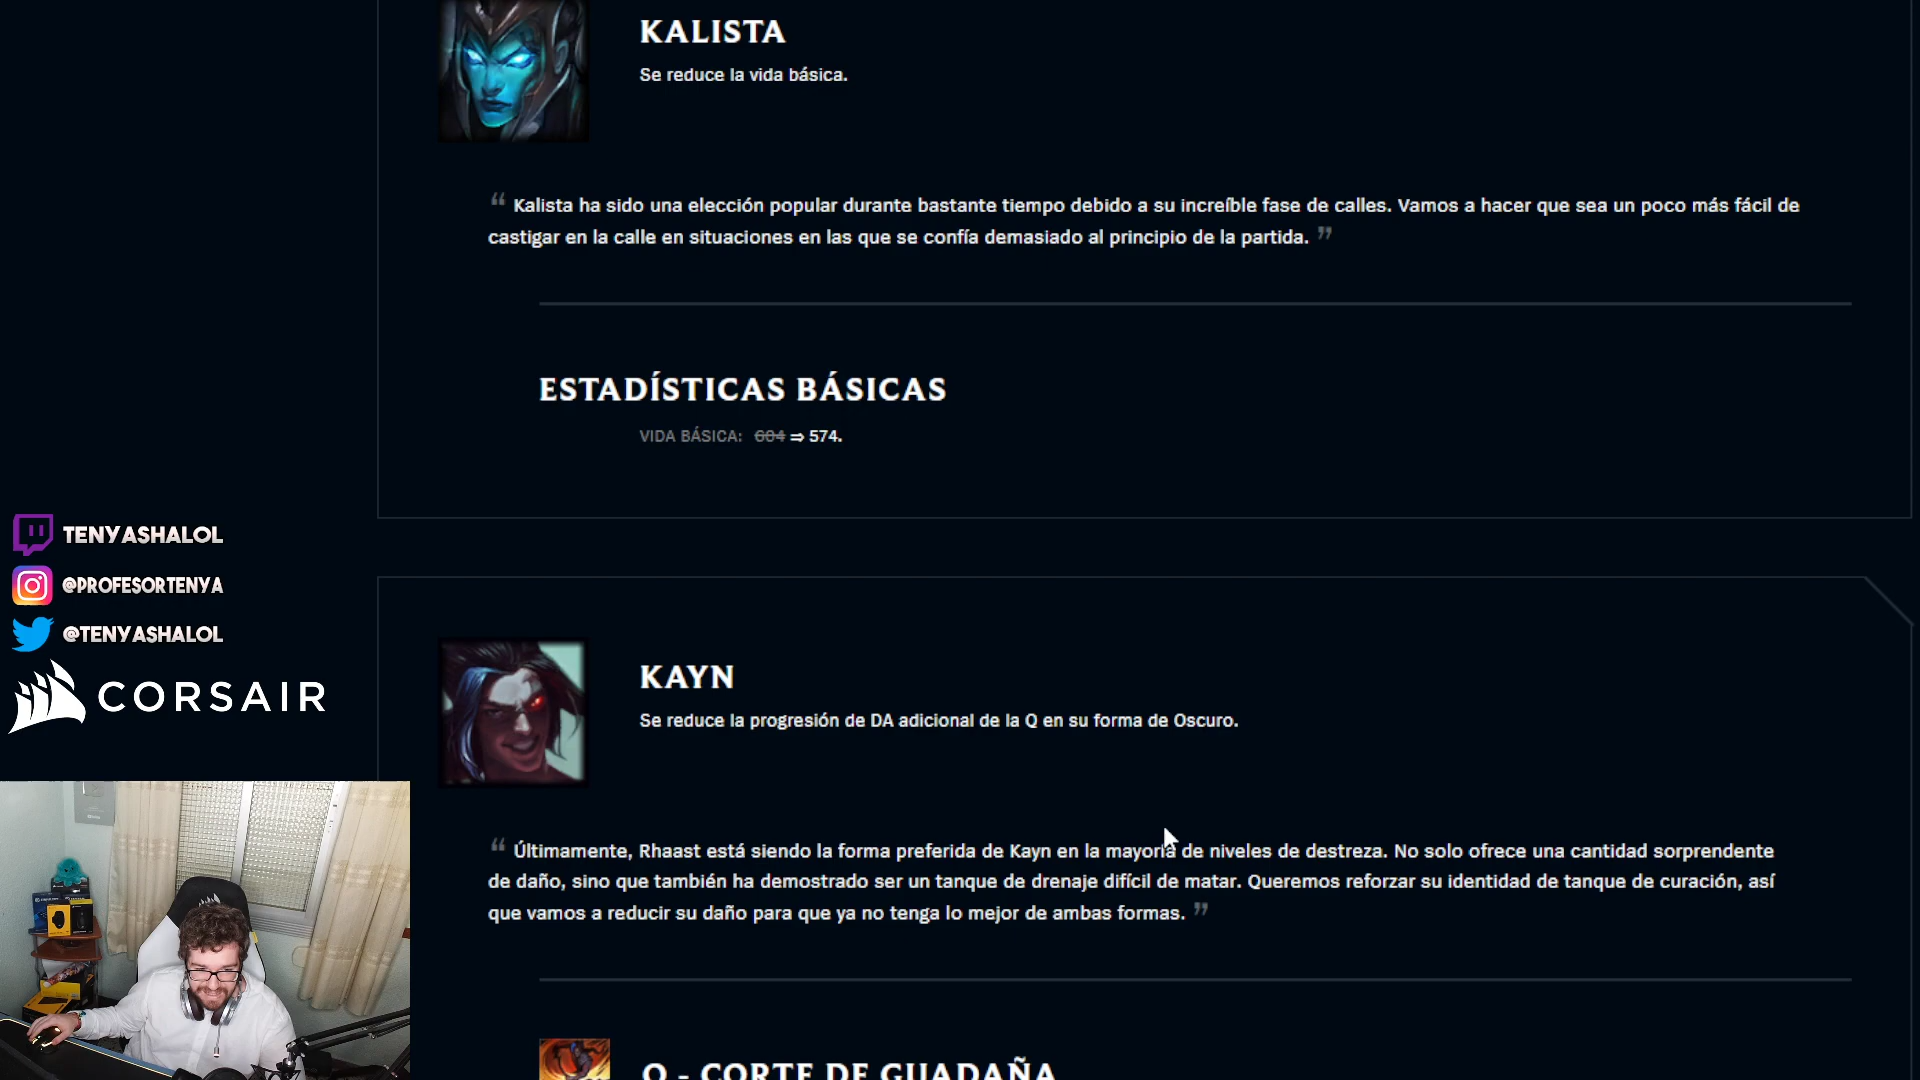 KALISTA
Se reduce la vida básica.
“ Kalista ha sido una elección popular durante bastante tiempo debido a su increíble fase de calles. Vamos a hacer que sea un poco más fácil de
castigar en la calle en situaciones en las que se confía demasiado al principio de la partida. ”
ESTADÍSTICAS BÁSICAS
VIDA BÁSICA: 604 ⇒ 574.
TENYASHALOL
@PROFESORTENYA
@TENYASHALOL
CORSAIR
KAYN
Se reduce la progresión de DA adicional de la Q en su forma de Oscuro.
“ Últimamente, Rhaast está siendo la forma preferida de Kayn en la mayoría de niveles de destreza. No solo ofrece una cantidad sorprendente
de daño, sino que también ha demostrado ser un tanque de drenaje difícil de matar. Queremos reforzar su identidad de tanque de curación, así
que vamos a reducir su daño para que ya no tenga lo mejor de ambas formas. ”
Q - CORTE DE GUADAÑA